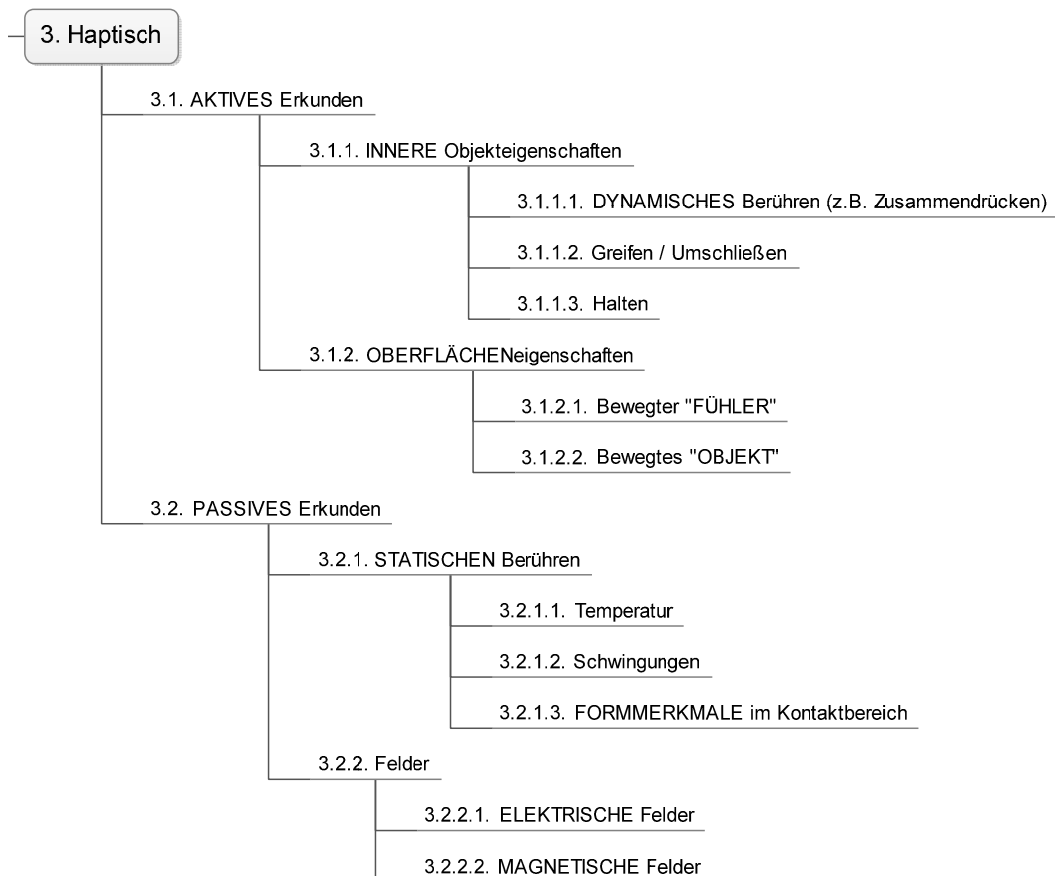 3. Haptisch
3.1. AKTIVES Erkunden
3.1.1. INNERE Objekteigenschaften
3.1.1.1. DYNAMISCHES Berühren (z.B. Zusammendrücken)
3.1.1.2. Greifen / Umschließen
3.1.1.3. Halten
3.1.2. OBERFLÄCHENeigenschaften
3.1.2.1. Bewegter "FÜHLER"
3.1.2.2. Bewegtes "OBJEKT"
3.2. PASSIVES Erkunden
3.2.1. STATISCHEN Berühren
3.2.1.1. Temperatur
3.2.1.2. Schwingungen
3.2.1.3. FORMMERKMALE im Kontaktbereich
3.2.2. Felder
3.2.2.1. ELEKTRISCHE Felder
3.2.2.2. MAGNETISCHE Felder